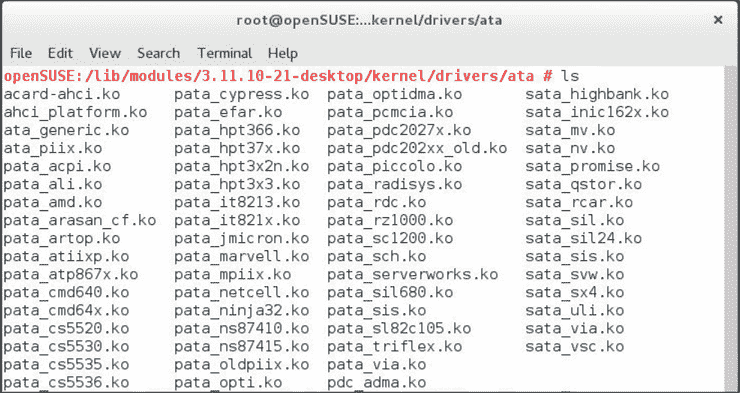 root@openSUSE:...kernel/drivers/ata ×
File Edit View Search Terminal Help
openSUSE:/lib/modules/3.11.10-21-desktop/kernel/drivers/ata # ls
acard-ahci.ko pata_cypress.ko pata_optidma.ko sata_highbank.ko
ahci_platform.ko pata_efar.ko pata_pcmcia.ko sata_inic162x.ko
ata_generic.ko pata_hpt366.ko pata_pdc2027x.ko sata_mv.ko
ata_piix.ko pata_hpt37x.ko pata_pdc202xx_old.ko sata_nv.ko
pata_acpi.ko pata_hpt3x2n.ko pata_piccolo.ko sata_promise.ko
pata_ali.ko pata_hpt3x3.ko pata_radisys.ko sata_qstor.ko
pata_amd.ko pata_it8213.ko pata_rdc.ko sata_rcar.ko
pata_arasan_cf.ko pata_it821x.ko pata_rz1000.ko sata_sil.ko
pata_artop.ko pata_jmicron.ko pata_sc1200.ko sata_sil24.ko
pata_atiixp.ko pata_marvell.ko pata_sch.ko sata_sis.ko
pata_atp867x.ko pata_mpiix.ko pata_serverworks.ko sata_svw.ko
pata_cmd640.ko pata_netcell.ko pata_sil680.ko sata_sx4.ko
pata_cmd64x.ko pata_ninja32.ko pata_sis.ko sata_uli.ko
pata_cs5520.ko pata_ns87410.ko pata_sl82c105.ko sata_via.ko
pata_cs5530.ko pata_ns87415.ko pata_triflex.ko sata_vsc.ko
pata_cs5535.ko pata_oldpiix.ko pata_via.ko
pata_cs5536.ko pata_opti.ko pdc_adma.ko